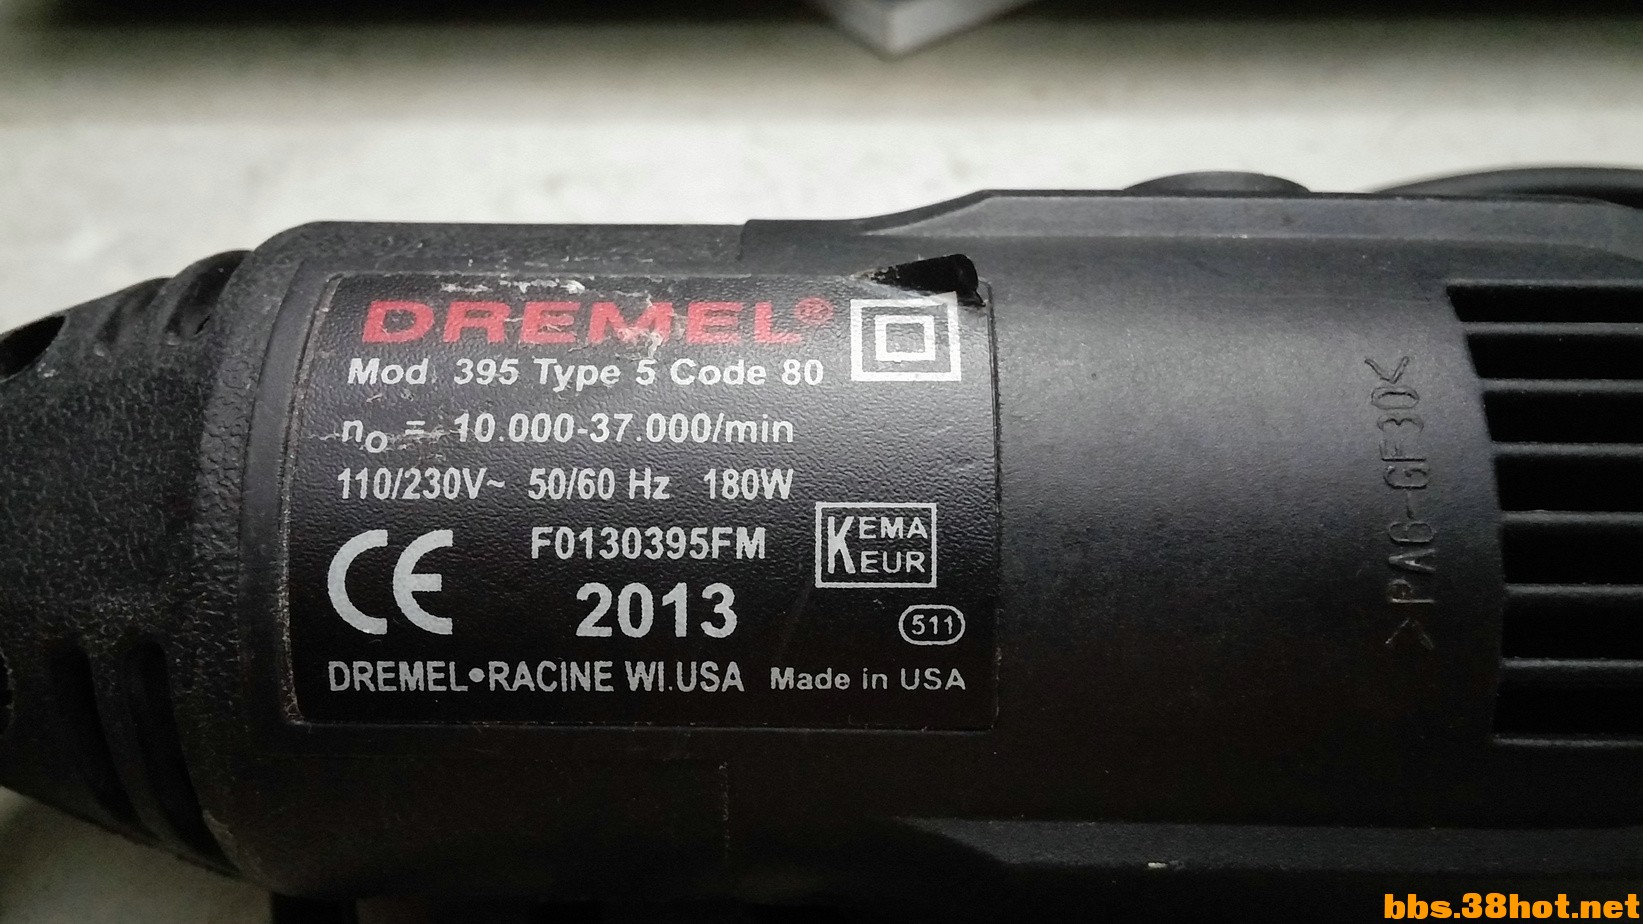 DREMEL®
Mod. 395 Type 5 Code 80
no = 10.000-37.000/min
110/230V~ 50/60 Hz 180W
CE
F0130395FM
KEMA
KEUR
2013
511
DREMEL•RACINE WI.USA Made in USA
>PA6-GF30<
bbs.38hot.net